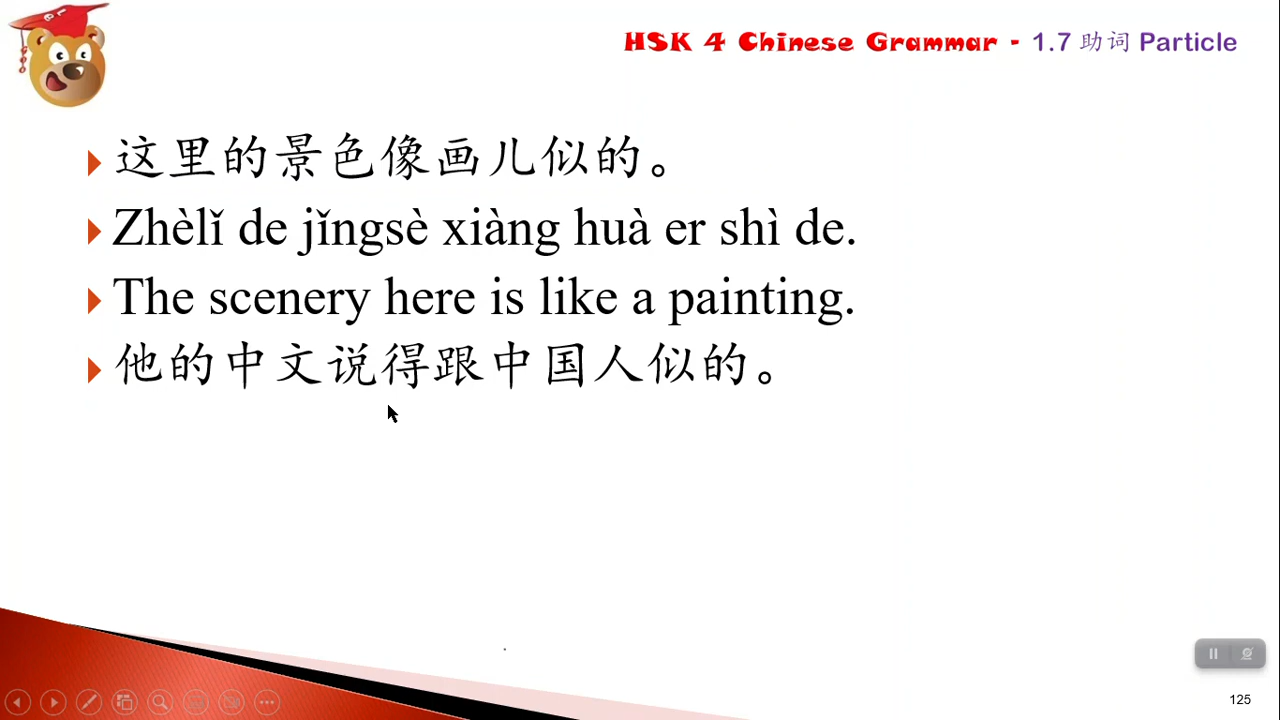 HSK 4 Chinese Grammar - 1.7 助词 Particle
这里的景色像画儿似的。
Zhèlǐ de jǐngsè xiàng huà er shì de.
The scenery here is like a painting.
他的中文说得跟中国人似的。
125